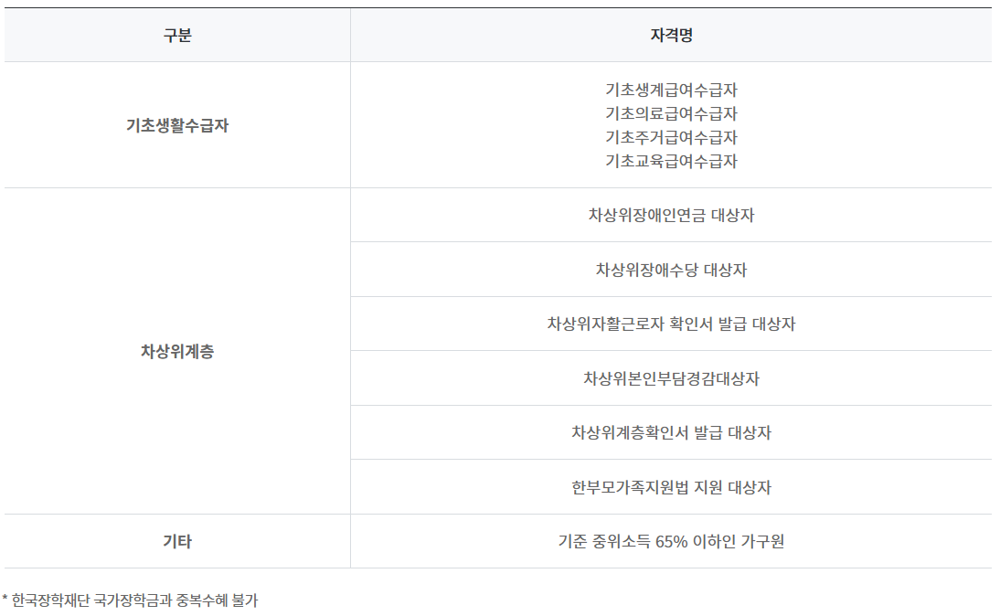 구분
자격명
기초생활수급자
기초생계급여수급자
기초의료급여수급자
기초주거급여수급자
기초교육급여수급자
차상위계층
차상위장애인연금 대상자
차상위장애수당 대상자
차상위자활근로자 확인서 발급 대상자
차상위본인부담경감대상자
차상위계층확인서 발급 대상자
한부모가족지원법 지원 대상자
기타
기준 중위소득 65% 이하인 가구원
* 한국장학재단 국가장학금과 중복수혜 불가